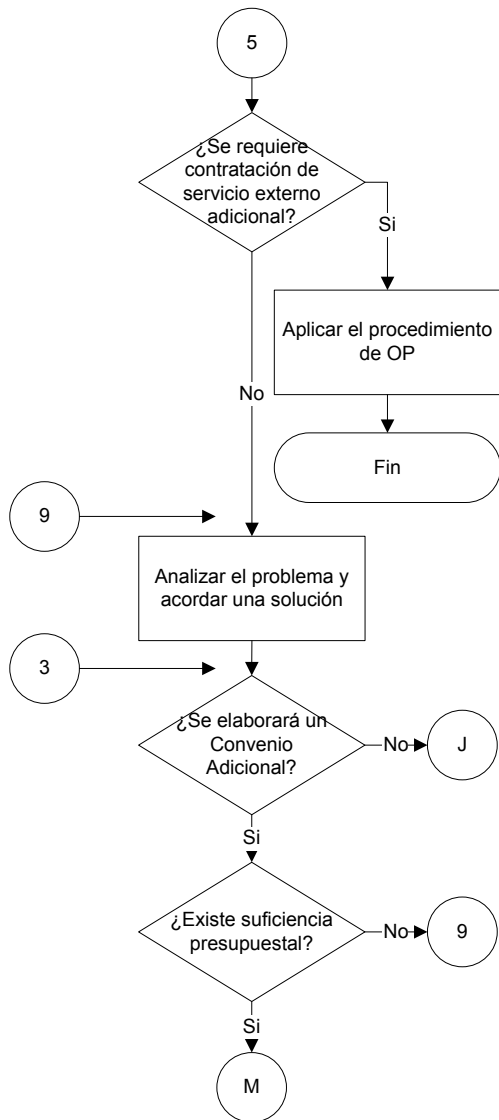 5
¿Se requiere
contratación de
servicio externo
adicional?
Si
Aplicar el procedimiento
de OP
No
Fin
9
Analizar el problema y
acordar una solución
3
¿Se elaborará un
Convenio
Adicional?
No
J
Si
¿Existe suficiencia
presupuestal?
No
9
Si
M